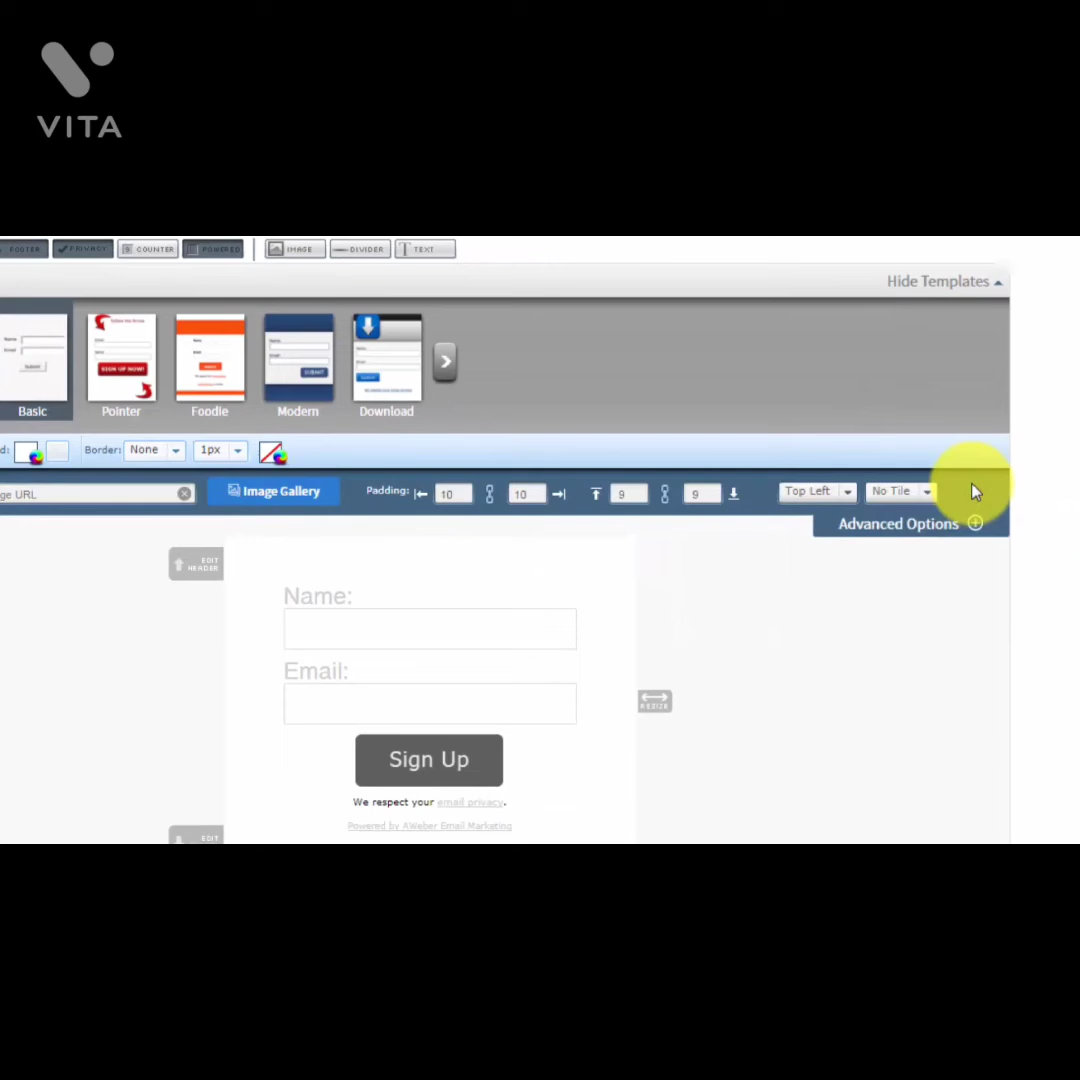 VITA
FOOTER PRIVACY COUNTER POWERED IMAGE DIVIDER TEXT
Hide Templates
Basic Pointer Foodie Modern Download
d: Border: None 1px
ge URL Image Gallery Padding: 10 10 9 9 Top Left No Tile
Advanced Options
EDIT
HEADER
Name:
Email:
RESIZE
Sign Up
We respect your email privacy.
Powered by AWeber Email Marketing
EDIT